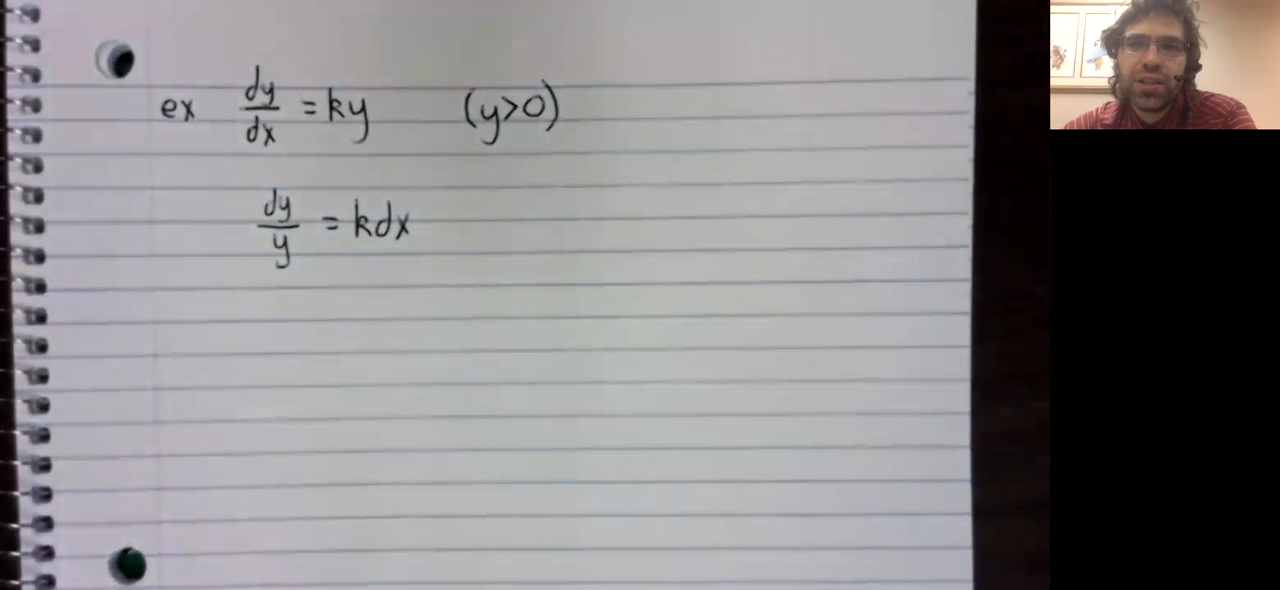 ex dy/dx = ky (y>0)
dy/y = kdx